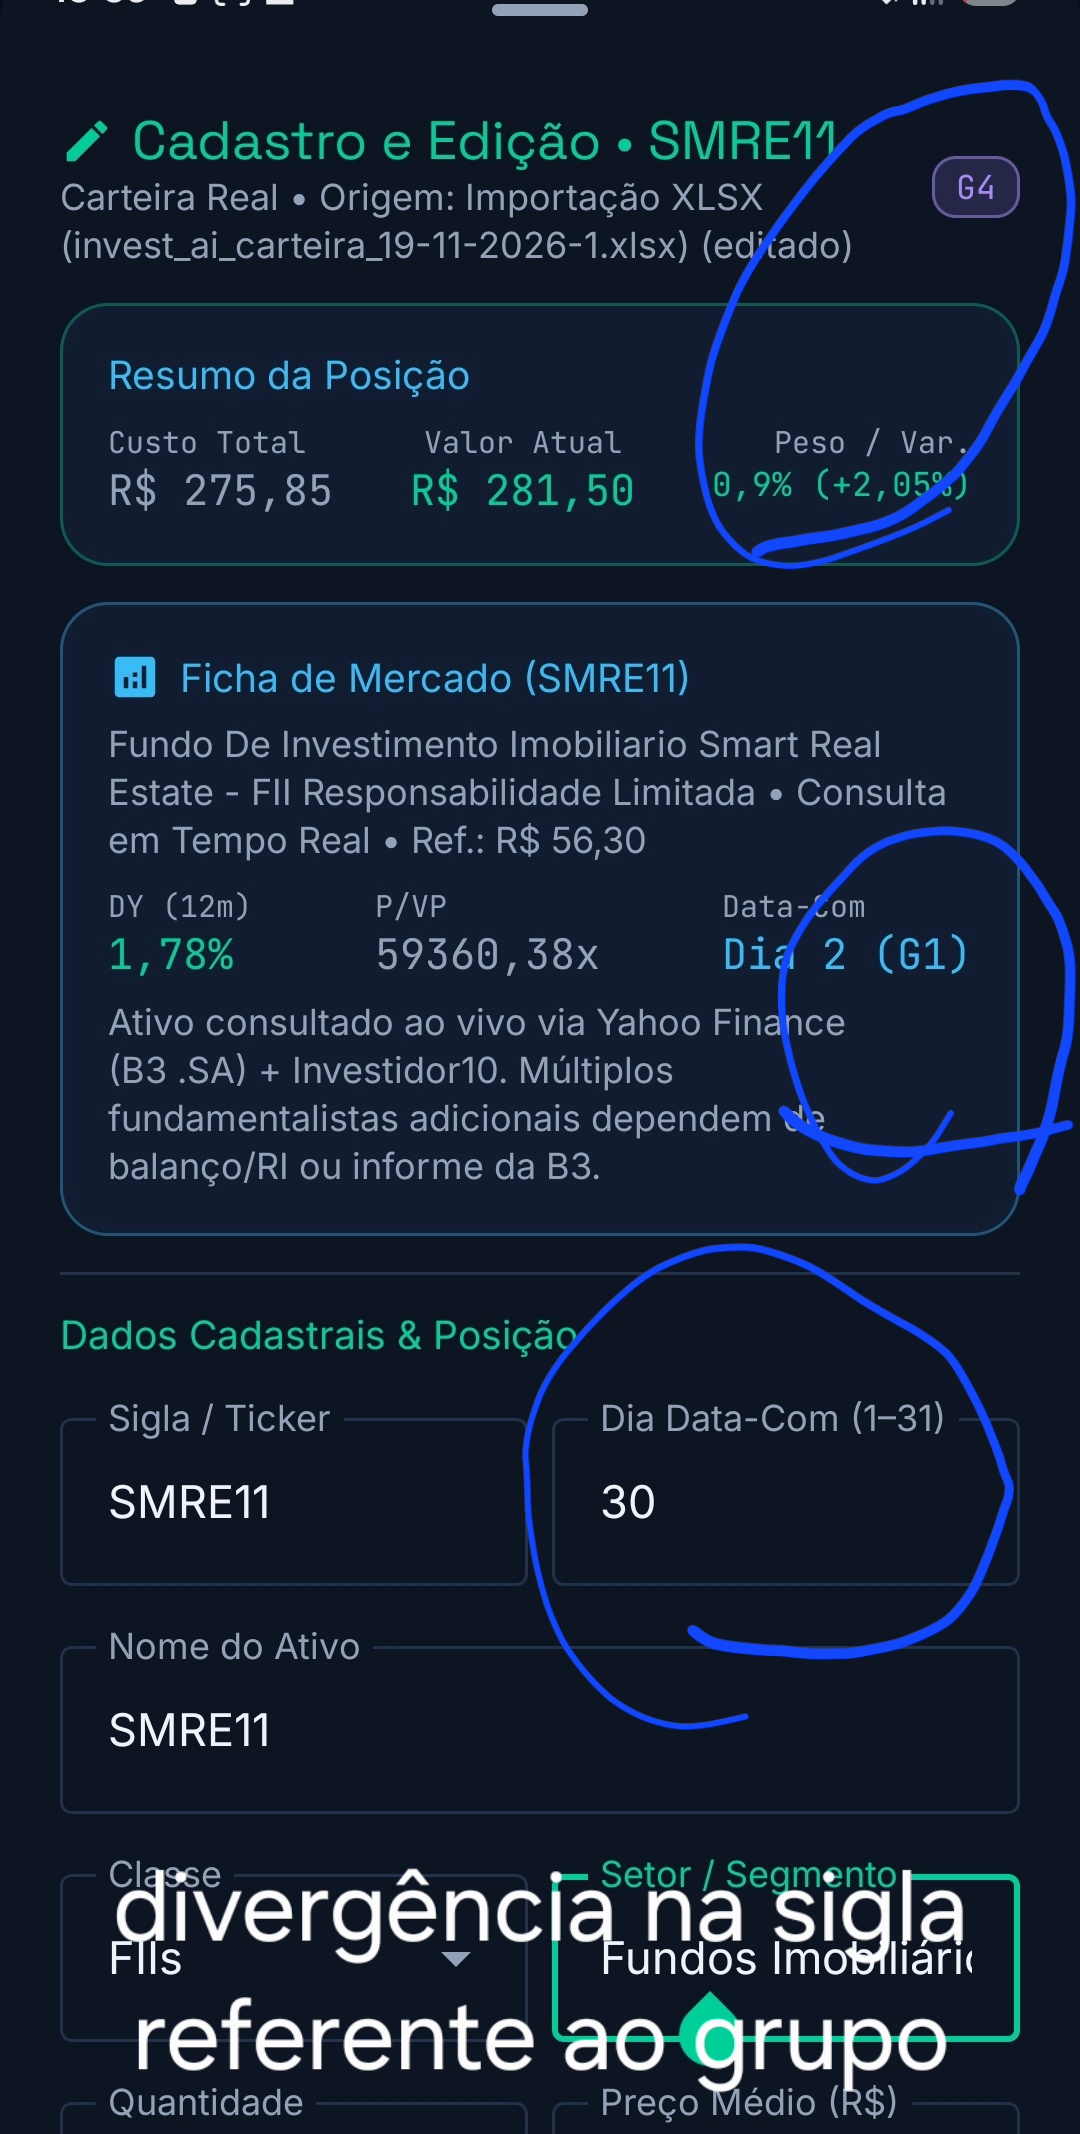 Cadastro e Edição • SMRE11
Carteira Real • Origem: Importação XLSX
(invest_ai_carteira_19-11-2026-1.xlsx) (editado)
G4
Resumo da Posição
Custo Total Valor Atual Peso / Var.
R$ 275,85 R$ 281,50 0,9% (+2,05%)
Ficha de Mercado (SMRE11)
Fundo De Investimento Imobiliario Smart Real
Estate - FII Responsabilidade Limitada • Consulta
em Tempo Real • Ref.: R$ 56,30
DY (12m) P/VP Data-Com
1,78% 59360,38x Dia 2 (G1)
Ativo consultado ao vivo via Yahoo Finance
(B3 .SA) + Investidor10. Múltiplos
fundamentalistas adicionais dependem de
balanço/RI ou informe da B3.
Dados Cadastrais & Posição
Sigla / Ticker Dia Data-Com (1–31)
SMRE11 30
Nome do Ativo
SMRE11
Classe Setor / Segmento
divergência na sigla
FIIs Fundos
referente ao grupo
Quantidade Preço Médio (R$)